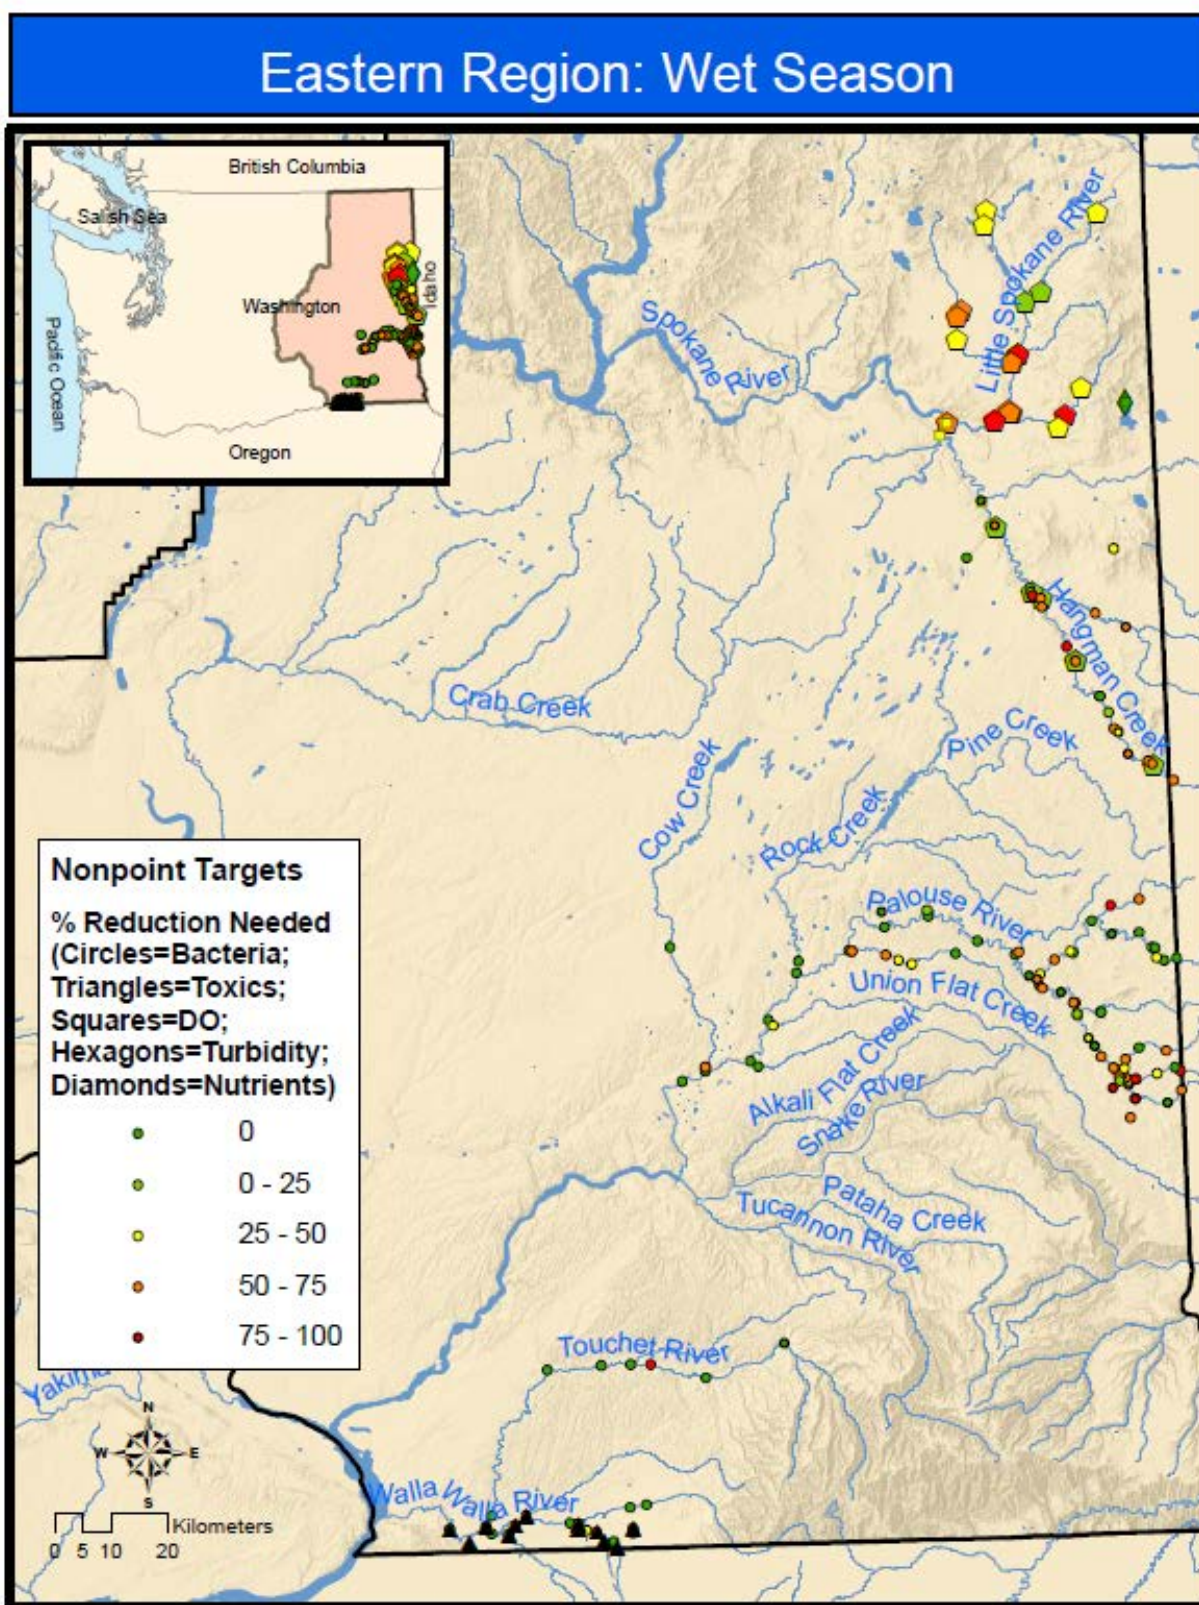 Eastern Region: Wet Season
British Columbia
Salish Sea
Washington
Idaho
Pacific Ocean
Oregon
Little Spokane River
Spokane River
Hangman Creek
Crab Creek
Pine Creek
Cow Creek
Rock Creek
Palouse River
Union Flat Creek
Alkali Flat Creek
Snake River
Pataha Creek
Tucannon River
Touchet River
Walla Walla River
Nonpoint Targets
% Reduction Needed
(Circles=Bacteria;
Triangles=Toxics;
Squares=DO;
Hexagons=Turbidity;
Diamonds=Nutrients)
0
0 - 25
25 - 50
50 - 75
75 - 100
Yakima
N
W E
S
Kilometers
0 5 10 20